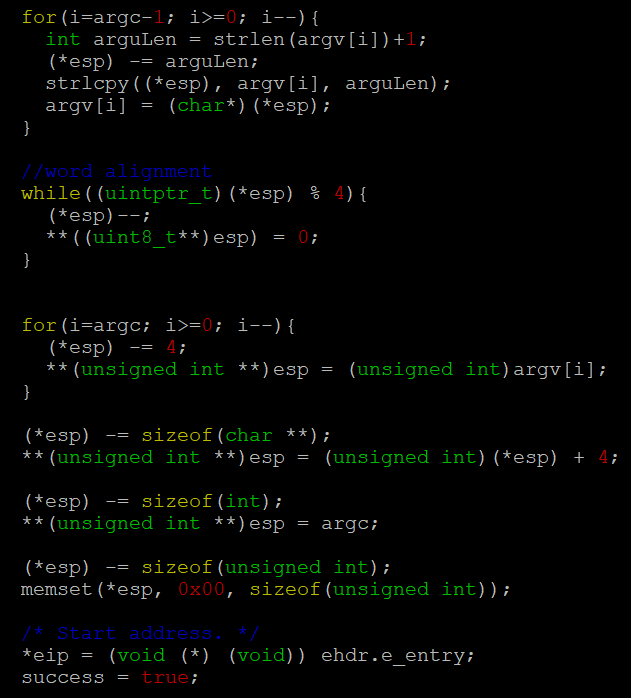 for(i=argc-1; i>=0; i--){
  int arguLen = strlen(argv[i])+1;
  (*esp) -= arguLen;
  strlcpy((*esp), argv[i], arguLen);
  argv[i] = (char*)(*esp);
}
//word alignment
while((uintptr_t)(*esp) % 4){
  (*esp)--;
  **((uint8_t**)esp) = 0;
}
for(i=argc; i>=0; i--){
  (*esp) -= 4;
  **(unsigned int **)esp = (unsigned int)argv[i];
}
(*esp) -= sizeof(char **);
**(unsigned int **)esp = (unsigned int)(*esp) + 4;
(*esp) -= sizeof(int);
**(unsigned int **)esp = argc;
(*esp) -= sizeof(unsigned int);
memset(*esp, 0x00, sizeof(unsigned int));
/* Start address. */
*eip = (void (*) (void)) ehdr.e_entry;
success = true;